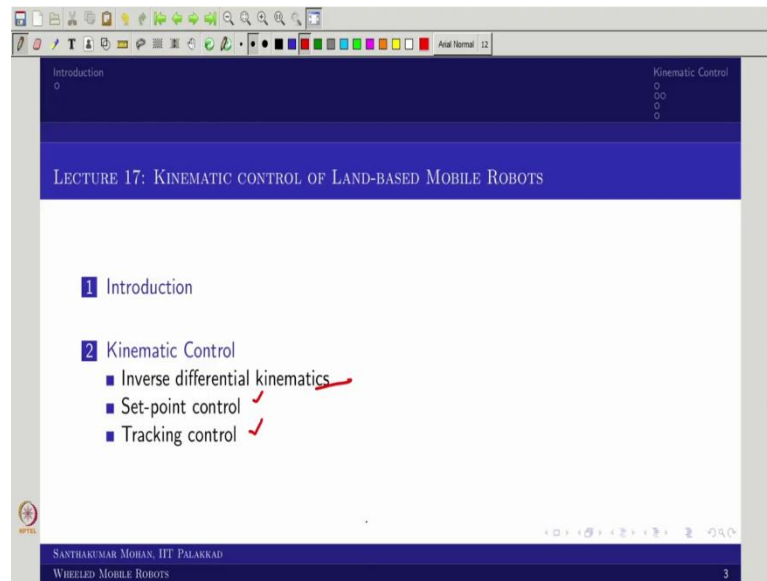 T
Arial Normal 12
Introduction
Kinematic Control
LECTURE 17: KINEMATIC CONTROL OF LAND-BASED MOBILE ROBOTS
1 Introduction
2 Kinematic Control
Inverse differential kinematics
Set-point control
Tracking control
NPTEL
SANTHAKUMAR MOHAN, IIT PALAKKAD
WHEELED MOBILE ROBOTS 3